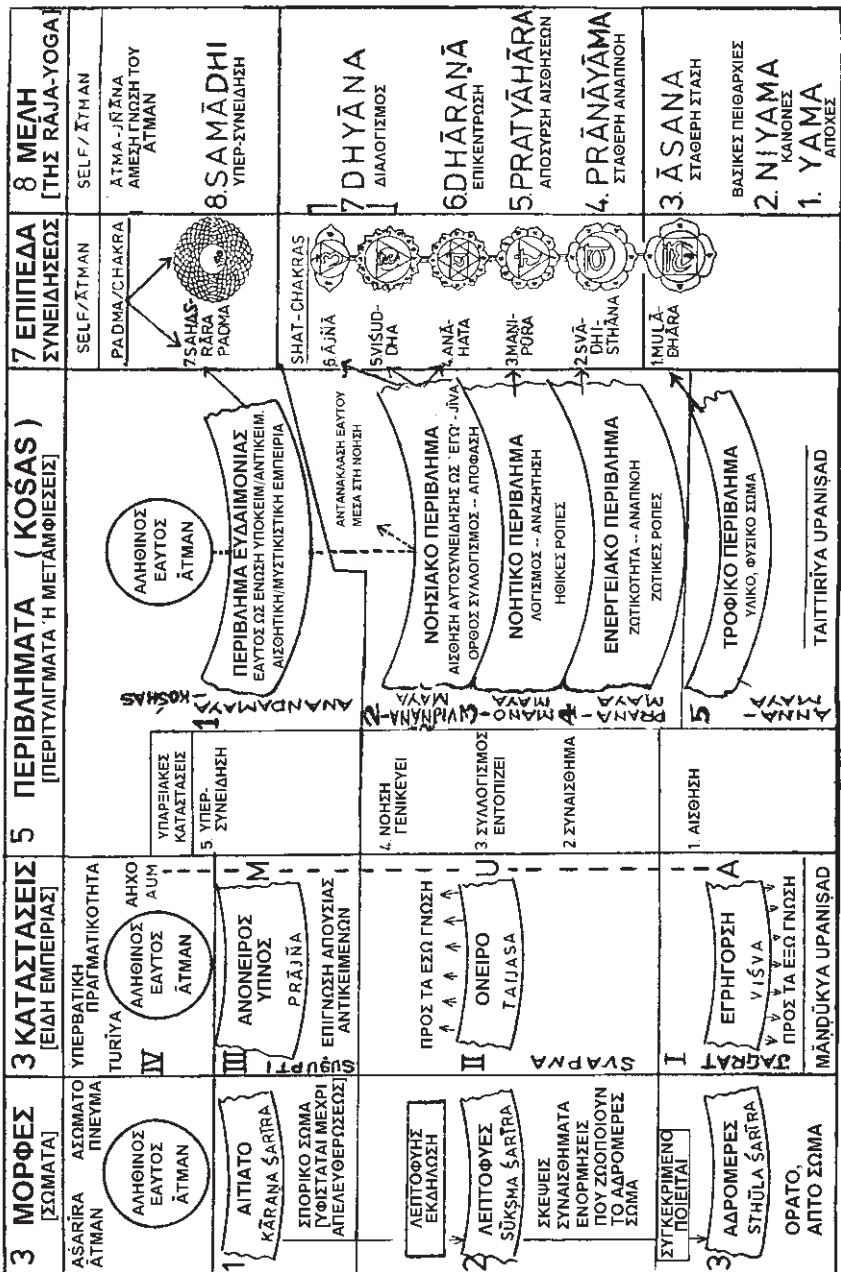 3 ΜΟΡΦΕΣ
[ΣΩΜΑΤΑ]
AŚARĪRA
ĀTMAN
ΑΣΩΜΑΤΟ
ΠΝΕΥΜΑ
ΑΛΗΘΙΝΟΣ
ΕΑΥΤΟΣ
ĀTMAN
1
ΑΙΤΙΑΤΟ
KĀRAṆA ŚARĪRA
ΣΠΟΡΙΚΟ ΣΩΜΑ
[ΥΦΙΣΤΑΤΑΙ ΜΕΧΡΙ
ΑΠΕΛΕΥΘΕΡΩΣΕΩΣ]
ΛΕΠΤΟΦΥΗΣ
ΕΚΔΗΛΩΣΗ
2
ΛΕΠΤΟΦΥΕΣ
SŪKṢMA ŚARĪRA
ΣΚΕΨΕΙΣ
ΣΥΝΑΙΣΘΗΜΑΤΑ
ΕΝΟΡΜΗΣΕΙΣ
ΠΟΥ ΖΩΟΠΟΙΟΥΝ
ΤΟ ΑΔΡΟΜΕΡΕΣ
ΣΩΜΑ
ΣΥΓΚΕΚΡΙΜΕΝΟ
ΠΟΙΕΙΤΑΙ
3
ΑΔΡΟΜΕΡΕΣ
STHŪLA ŚARĪRA
ΟΡΑΤΟ,
ΑΠΤΟ ΣΩΜΑ
3 ΚΑΤΑΣΤΑΣΕΙΣ
[ΕΙΔΗ ΕΜΠΕΙΡΙΑΣ]
ΥΠΕΡΒΑΤΙΚΗ
ΠΡΑΓΜΑΤΙΚΟΤΗΤΑ
TURĪYA
IV
ΑΗΧΟ
AUM
ΑΛΗΘΙΝΟΣ
ΕΑΥΤΟΣ
ĀTMAN
M
III
SUṢUPTI
ΑΝΟΝΕΙΡΟΣ
ΥΠΝΟΣ
PRĀJÑA
ΕΠΙΓΝΩΣΗ ΑΠΟΥΣΙΑΣ
ΑΝΤΙΚΕΙΜΕΝΩΝ
ΠΡΟΣ ΤΑ ΕΣΩ ΓΝΩΣΗ
U
II
ΟΝΕΙΡΟ
TAIJASA
SVAPNA
A
I
ΕΓΡΗΓΟΡΣΗ
VIŚVA
JAGRAT
ΠΡΟΣ ΤΑ ΕΞΩ ΓΝΩΣΗ
MĀṆḌŪKYA UPANIṢAD
5 ΠΕΡΙΒΛΗΜΑΤΑ (KOŚAS)
[ΠΕΡΙΤΥΛΙΓΜΑΤΑ Ή ΜΕΤΑΜΦΙΕΣΕΙΣ]
ΥΠΑΡΞΙΑΚΕΣ
ΚΑΤΑΣΤΑΣΕΙΣ
5. ΥΠΕΡ-
ΣΥΝΕΙΔΗΣΗ
4. ΝΟΗΣΗ
ΓΕΝΙΚΕΥΕΙ
3. ΣΥΛΛΟΓΙΣΜΟΣ
ΕΝΤΟΠΙΖΕΙ
2. ΣΥΝΑΙΣΘΗΜΑ
1. ΑΙΣΘΗΣΗ
ΑΛΗΘΙΝΟΣ
ΕΑΥΤΟΣ
ĀTMAN
1
ANANDAMAYA
-KOŚHAS
ΠΕΡΙΒΛΗΜΑ ΕΥΔΑΙΜΟΝΙΑΣ
ΕΑΥΤΟΣ ΩΣ ΕΝΩΣΗ ΥΠΟΚΕΙΜ/ΑΝΤΙΚΕΙΜ.
ΑΙΣΘΗΤΙΚΗ/ΜΥΣΤΙΚΙΣΤΙΚΗ ΕΜΠΕΙΡΙΑ
ΑΝΤΑΝΑΚΛΑΣΗ ΕΑΥΤΟΥ
ΜΕΣΑ ΣΤΗ ΝΟΗΣΗ
2
VIJNANA-
MAYA
ΝΟΗΣΙΑΚΟ ΠΕΡΙΒΛΗΜΑ
ΑΙΣΘΗΣΗ ΑΥΤΟΣΥΝΕΙΔΗΣΗΣ ΩΣ ΄ΕΓΩ΄-JĪVA
ΟΡΘΟΣ ΣΥΛΛΟΓΙΣΜΟΣ -- ΑΠΟΦΑΣΗ
3
MANO-
MAYA
ΝΟΗΤΙΚΟ ΠΕΡΙΒΛΗΜΑ
ΛΟΓΙΣΜΟΣ -- ΑΝΑΖΗΤΗΣΗ
ΗΘΙΚΕΣ ΡΟΠΕΣ
4
PRANA-
MAYA
ΕΝΕΡΓΕΙΑΚΟ ΠΕΡΙΒΛΗΜΑ
ΖΩΤΙΚΟΤΗΤΑ -- ΑΝΑΠΝΟΗ
ΖΩΤΙΚΕΣ ΡΟΠΕΣ
5
ANNA-
MAYA
ΤΡΟΦΙΚΟ ΠΕΡΙΒΛΗΜΑ
ΥΛΙΚΟ, ΦΥΣΙΚΟ ΣΩΜΑ
TAITTIRĪYA UPANIṢAD
7 ΕΠΙΠΕΔΑ
ΣΥΝΕΙΔΗΣΕΩΣ
SELF/ĀTMAN
PADMA/CHAKRA
7.SAHAS-
RĀRA
PADMA
SHAT-CHAKRAS
6.ĀJÑĀ
5.VIŚUD-
DHA
4.ANĀ-
HATA
3.MANI-
PŪRA
2.SVĀ-
DHI-
STHĀNA
1.MULĀ-
DHĀRA
8 ΜΕΛΗ
[ΤΗΣ RĀJA-YOGA]
SELF/ĀTMAN
ĀTMA-JÑĀNA
ΑΜΕΣΗ ΓΝΩΣΗ ΤΟΥ
ĀTMAN
8.SAMĀDHI
ΥΠΕΡ-ΣΥΝΕΙΔΗΣΗ
7 DHYĀNA
ΔΙΑΛΟΓΙΣΜΟΣ
6.DHĀRAṆĀ
ΕΠΙΚΕΝΤΡΩΣΗ
5.PRATYĀHĀRA
ΑΠΟΣΥΡΣΗ ΑΙΣΘΗΣΕΩΝ
4. PRĀṆĀYĀMA
ΣΤΑΘΕΡΗ ΑΝΑΠΝΟΗ
3. ĀSANA
ΣΤΑΘΕΡΗ ΣΤΑΣΗ
ΒΑΣΙΚΕΣ ΠΕΙΘΑΡΧΙΕΣ
2. NIYAMA
ΚΑΝΟΝΕΣ
1. YAMA
ΑΠΟΧΕΣ